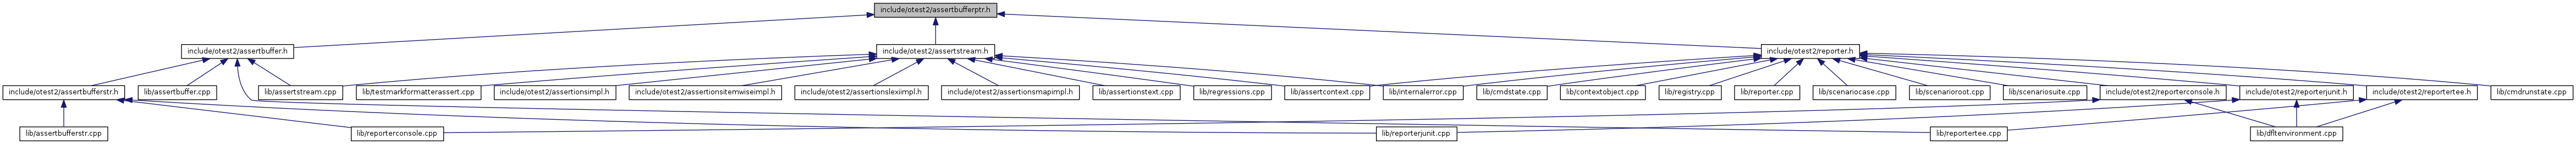 include/otest2/assertbufferptr.h
include/otest2/assertbuffer.h
include/otest2/assertstream.h
include/otest2/reporter.h
include/otest2/assertbufferstr.h
lib/assertbuffer.cpp
lib/assertstream.cpp
lib/testmarkformatterassert.cpp
include/otest2/assertionsimpl.h
include/otest2/assertionsitemwiseimpl.h
include/otest2/assertionslexiimpl.h
include/otest2/assertionsmapimpl.h
lib/assertionstext.cpp
lib/regressions.cpp
lib/assertcontext.cpp
lib/internalerror.cpp
lib/cmdstate.cpp
lib/contextobject.cpp
lib/registry.cpp
lib/reporter.cpp
lib/scenariocase.cpp
lib/scenarioroot.cpp
lib/scenariosuite.cpp
include/otest2/reporterconsole.h
include/otest2/reporterjunit.h
include/otest2/reportertee.h
lib/cmdrunstate.cpp
lib/assertbufferstr.cpp
lib/reporterconsole.cpp
lib/reporterjunit.cpp
lib/reportertee.cpp
lib/dfltenvironment.cpp